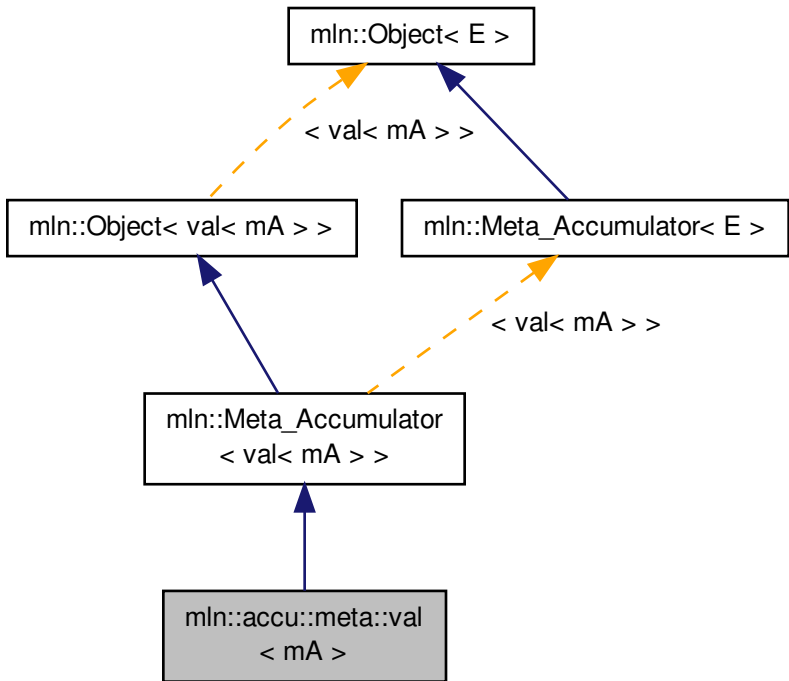 mln::Object< E >
< val< mA > >
mln::Object< val< mA > >
mln::Meta_Accumulator< E >
< val< mA > >
mln::Meta_Accumulator
< val< mA > >
mln::accu::meta::val
< mA >